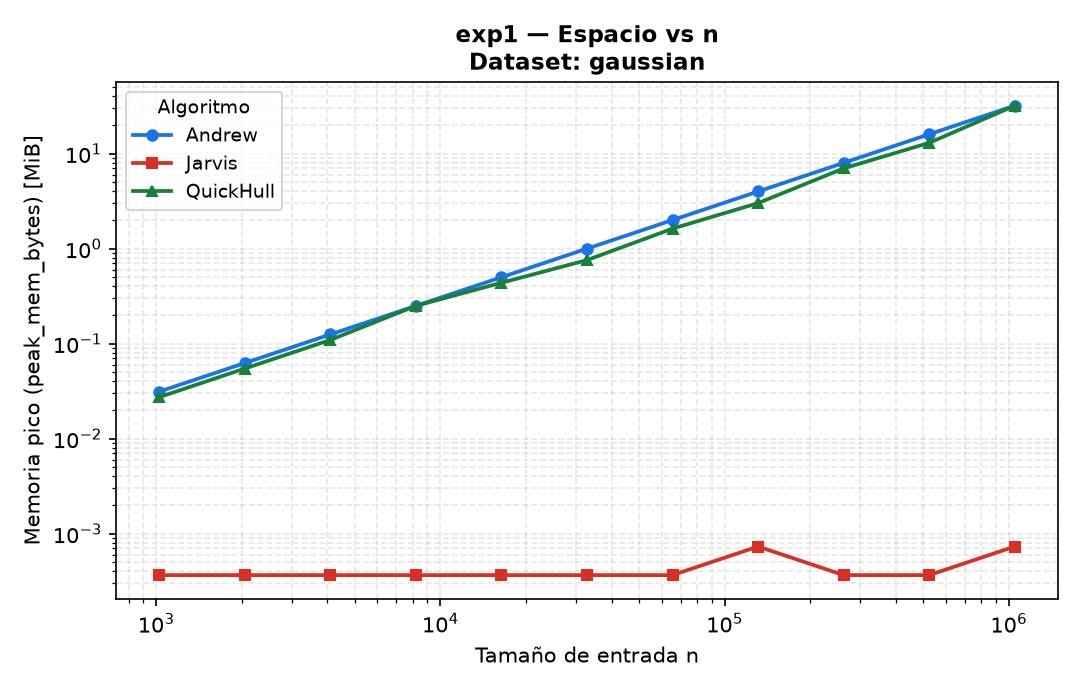 exp1 — Espacio vs n
Dataset: gaussian
Algoritmo
Andrew
Jarvis
QuickHull
Memoria pico (peak_mem_bytes) [MiB]
10¹
10⁰
10⁻¹
10⁻²
10⁻³
10³ 10⁴ 10⁵ 10⁶
Tamaño de entrada n